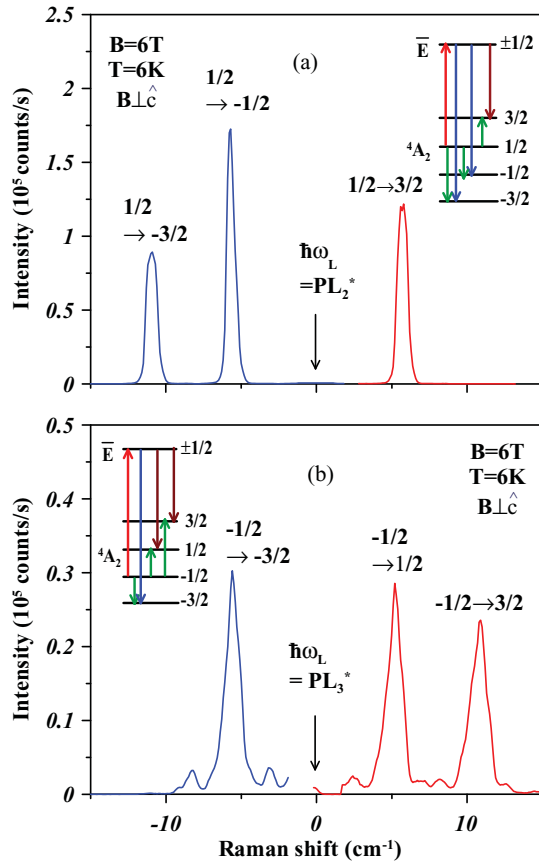 2.5
2
1.5
1
0.5
0
Intensity (10⁵ counts/s)
B=6T
T=6K
B⊥ĉ
(a)
1/2
→ -1/2
1/2
→ -3/2
1/2→3/2
ħω_L
=PL₂*
E̅
±1/2
3/2
⁴A₂
1/2
-1/2
-3/2
0.5
0.4
0.3
0.2
0.1
0
Intensity (10⁵ counts/s)
E̅
±1/2
3/2
⁴A₂
1/2
-1/2
-3/2
(b)
B=6T
T=6K
B⊥ĉ
-1/2
→ -3/2
-1/2
→1/2
-1/2→3/2
ħω_L
= PL₃*
-10
0
10
Raman shift (cm⁻¹)